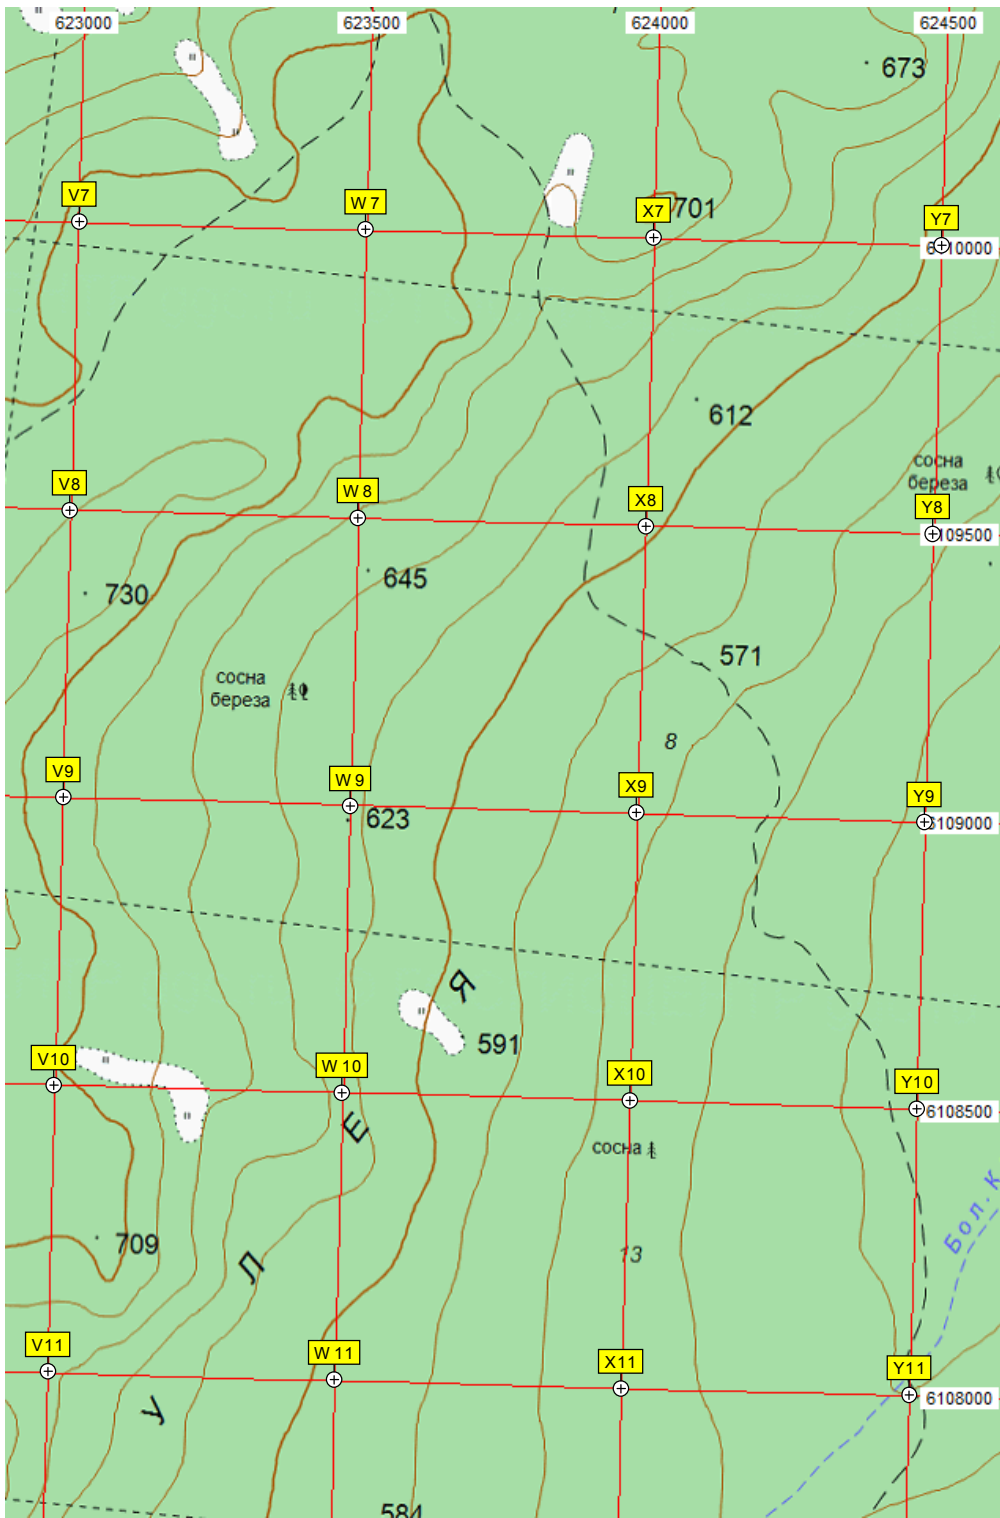 623000
623500
624000
624500
673
V7
W 7
X7
701
Y7
6110000
612
сосна
береза
V8
W 8
X8
Y8
109500
730
645
571
сосна
береза
8
V9
W 9
X9
Y9
6109000
623
Я
591
V10
W 10
X10
Y10
6108500
Е
сосна
Бол. К
709
Л
13
V11
W 11
X11
Y11
6108000
У
584